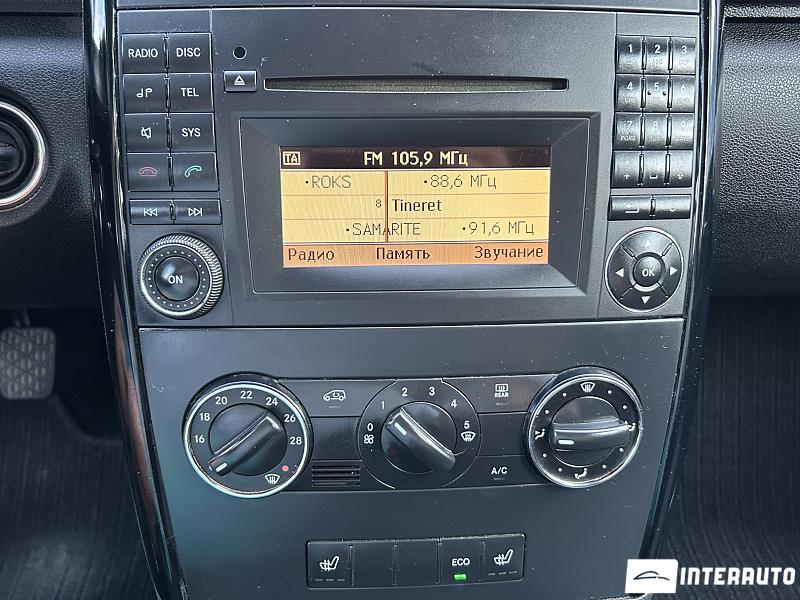 RADIO DISC
TEL
SYS
ON
TA FM 105,9 МГц
·ROKS ·88,6 МГц
8 Tineret
·SAMARITE ·91,6 МГц
Радио Память Звучание
1 2 3
4 5 6
7 8 9
PQRS
OK
16 18 20 22 24 26 28
0 1 2 3 4 5
REAR
A/C
ECO
INTERAUTO